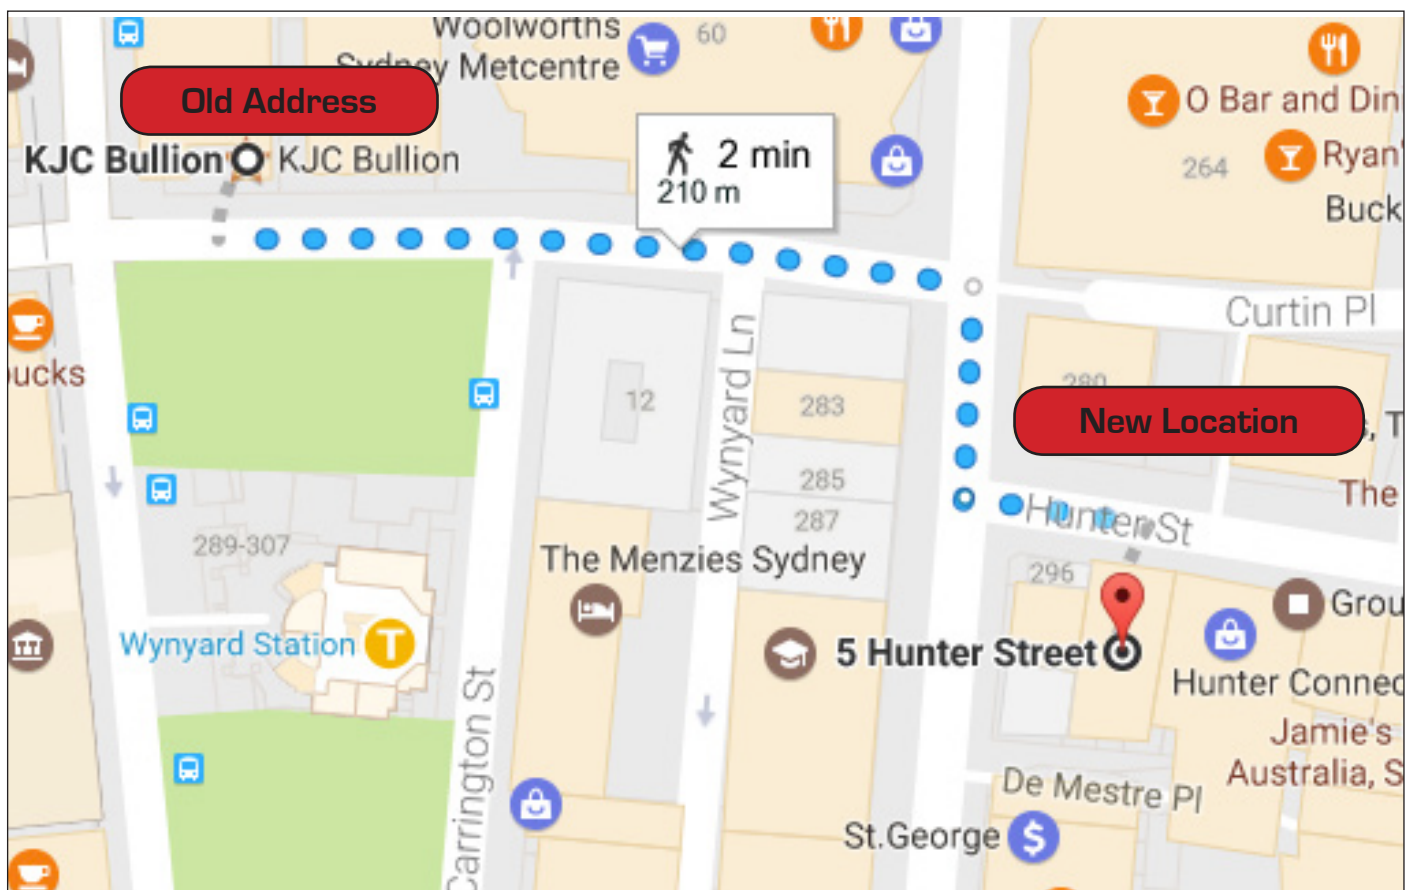 Woolworths
Sydney Metcentre
60
Old Address
KJC Bullion
KJC Bullion
2 min
210 m
O Bar and Din
Ryan'
264
Buck
Curtin Pl
ucks
12
Wynyard Ln
283
280
New Location
, T
285
The
287
Hunter St
289-307
The Menzies Sydney
296
Wynyard Station
T
5 Hunter Street
Grou
Hunter Connec
Carrington St
Jamie's
Australia, S
De Mestre Pl
St.George
$